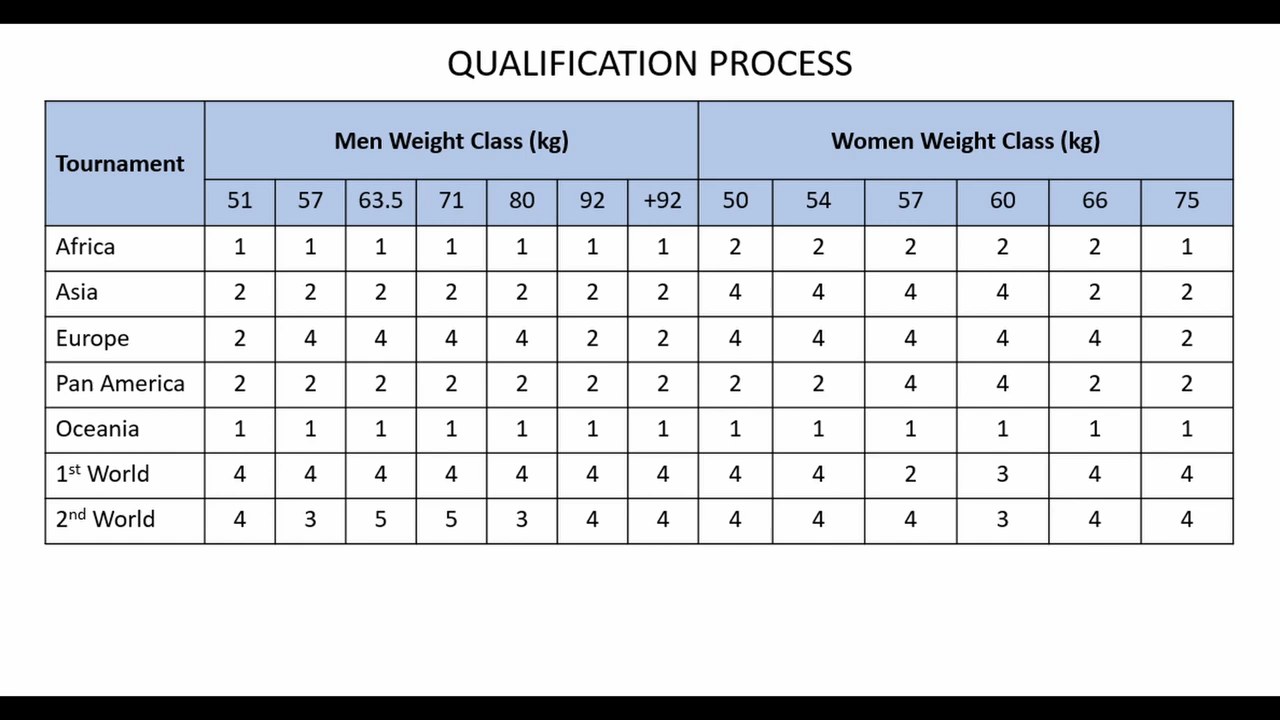 QUALIFICATION PROCESS
Tournament Men Weight Class (kg) Women Weight Class (kg)
51 57 63.5 71 80 92 +92 50 54 57 60 66 75
Africa 1 1 1 1 1 1 1 2 2 2 2 2 1
Asia 2 2 2 2 2 2 2 4 4 4 4 2 2
Europe 2 4 4 4 4 2 2 4 4 4 4 4 2
Pan America 2 2 2 2 2 2 2 2 2 4 4 2 2
Oceania 1 1 1 1 1 1 1 1 1 1 1 1 1
1st World 4 4 4 4 4 4 4 4 4 2 3 4 4
2nd World 4 3 5 5 3 4 4 4 4 4 3 4 4